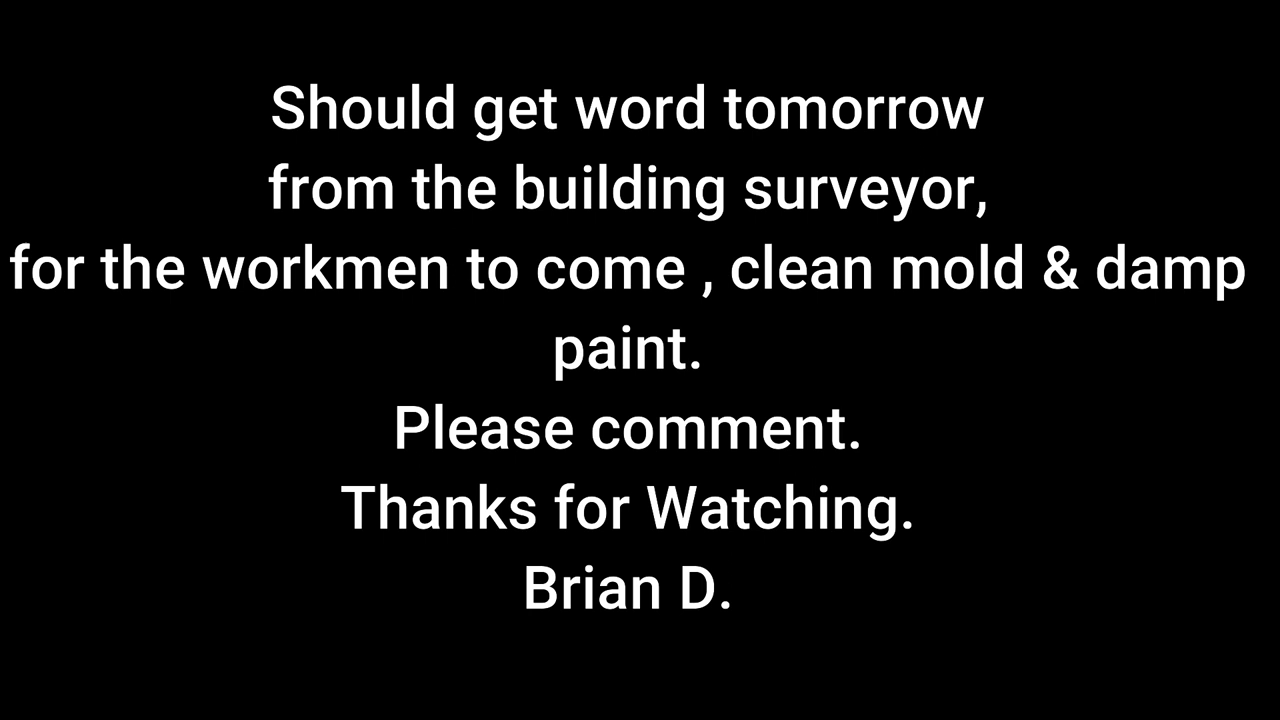 Should get word tomorrow
from the building surveyor,
for the workmen to come , clean mold & damp
paint.
Please comment.
Thanks for Watching.
Brian D.